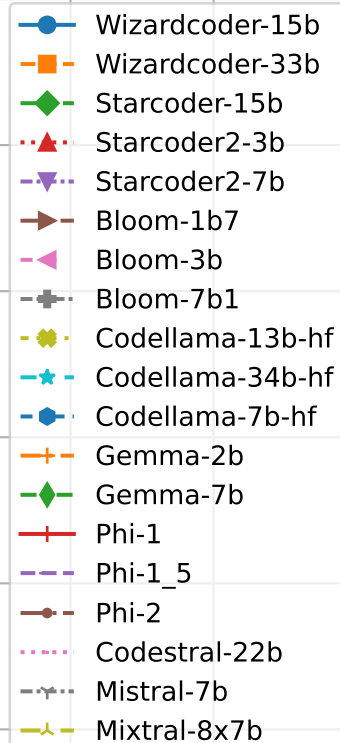 Wizardcoder-15b
Wizardcoder-33b
Starcoder-15b
Starcoder2-3b
Starcoder2-7b
Bloom-1b7
Bloom-3b
Bloom-7b1
Codellama-13b-hf
Codellama-34b-hf
Codellama-7b-hf
Gemma-2b
Gemma-7b
Phi-1
Phi-1_5
Phi-2
Codestral-22b
Mistral-7b
Mixtral-8x7b